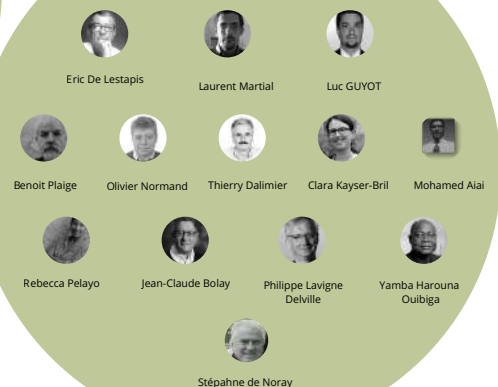 Eric De Lestapis
Laurent Martial
Luc GUYOT
Benoit Plaige
Olivier Normand
Thierry Dalimier
Clara Kayser-Bril
Mohamed Aiai
Rebecca Pelayo
Jean-Claude Bolay
Philippe Lavigne
Delville
Yamba Harouna
Ouibiga
Stépahne de Noray